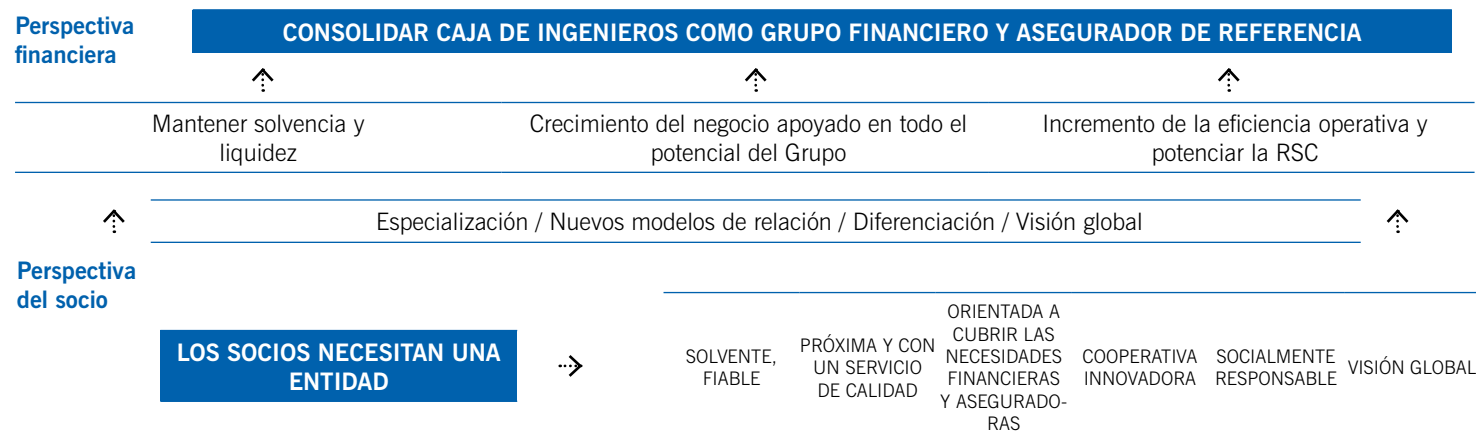 Perspectiva
financiera
CONSOLIDAR CAJA DE INGENIEROS COMO GRUPO FINANCIERO Y ASEGURADOR DE REFERENCIA
Mantener solvencia y
liquidez
Crecimiento del negocio apoyado en todo el
potencial del Grupo
Incremento de la eficiencia operativa y
potenciar la RSC
Especialización / Nuevos modelos de relación / Diferenciación / Visión global
Perspectiva
del socio
LOS SOCIOS NECESITAN UNA
ENTIDAD
SOLVENTE,
FIABLE
PRÓXIMA Y CON
UN SERVICIO
DE CALIDAD
ORIENTADA A
CUBRIR LAS
NECESIDADES
FINANCIERAS
Y ASEGURADO-
RAS
COOPERATIVA
INNOVADORA
SOCIALMENTE
RESPONSABLE
VISIÓN GLOBAL